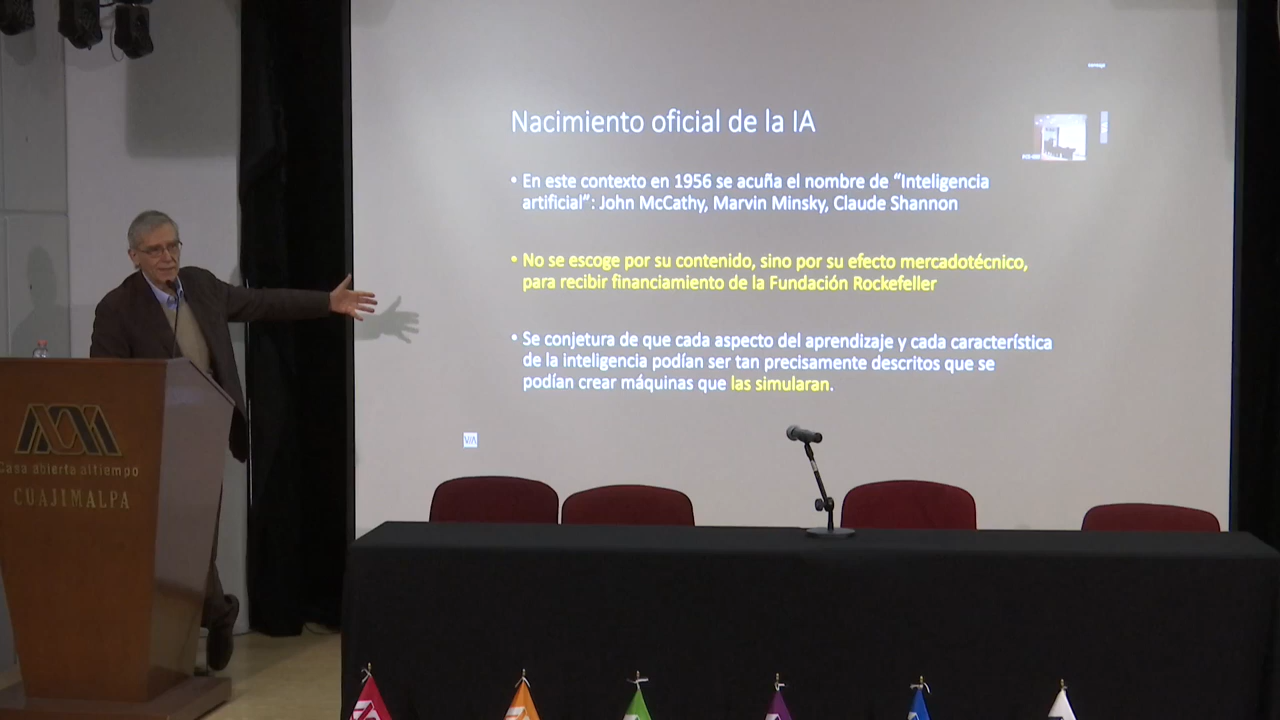 Nacimiento oficial de la IA
• En este contexto en 1956 se acuña el nombre de “Inteligencia
artificial”: John McCathy, Marvin Minsky, Claude Shannon
• No se escoge por su contenido, sino por su efecto mercadotécnico,
para recibir financiamiento de la Fundación Rockefeller
• Se conjetura de que cada aspecto del aprendizaje y cada característica
de la inteligencia podían ser tan precisamente descritos que se
podían crear máquinas que las simularan.
Casa abierta al tiempo
CUAJIMALPA